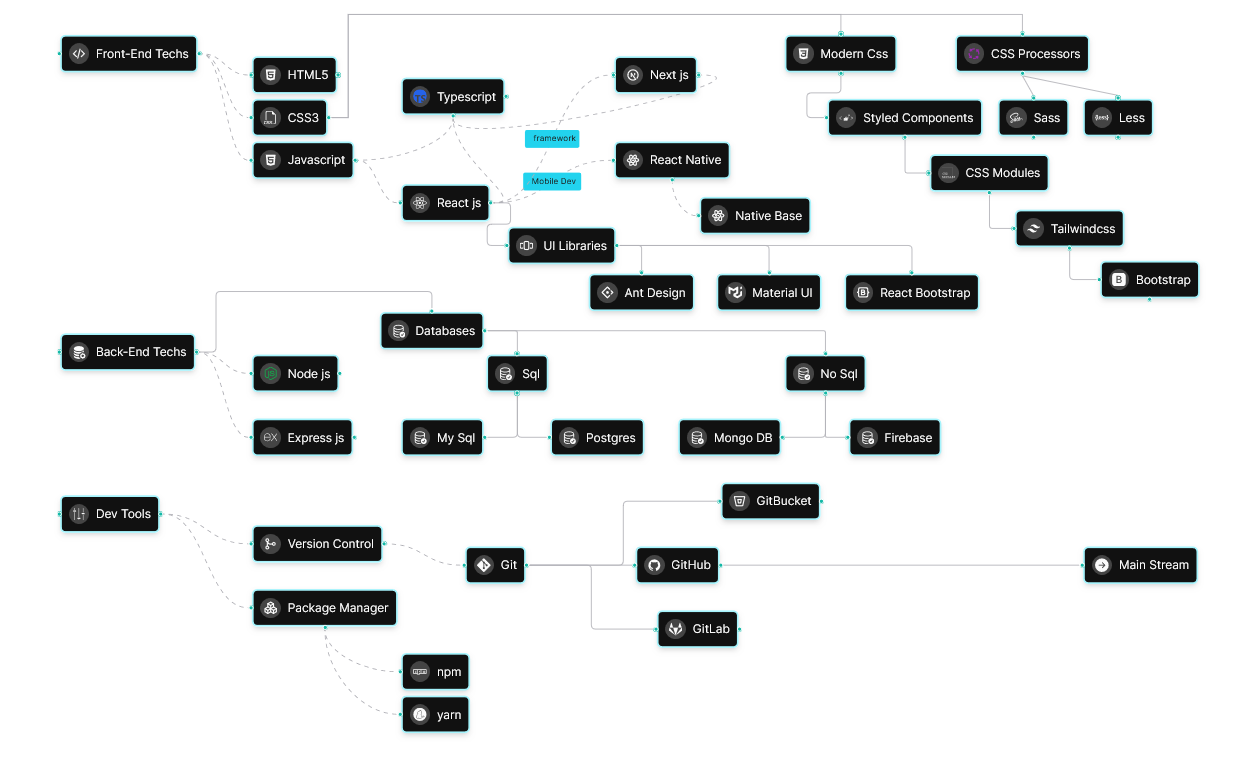 Front-End Techs
HTML5
CSS3
Javascript
Typescript
React js
framework
Mobile Dev
Next js
React Native
Native Base
UI Libraries
Ant Design
Material UI
React Bootstrap
Modern Css
CSS Processors
Styled Components
Sass
Less
CSS Modules
Tailwindcss
Bootstrap
Back-End Techs
Databases
Node js
Express js
Sql
No Sql
My Sql
Postgres
Mongo DB
Firebase
Dev Tools
Version Control
Package Manager
Git
GitBucket
GitHub
GitLab
Main Stream
npm
yarn